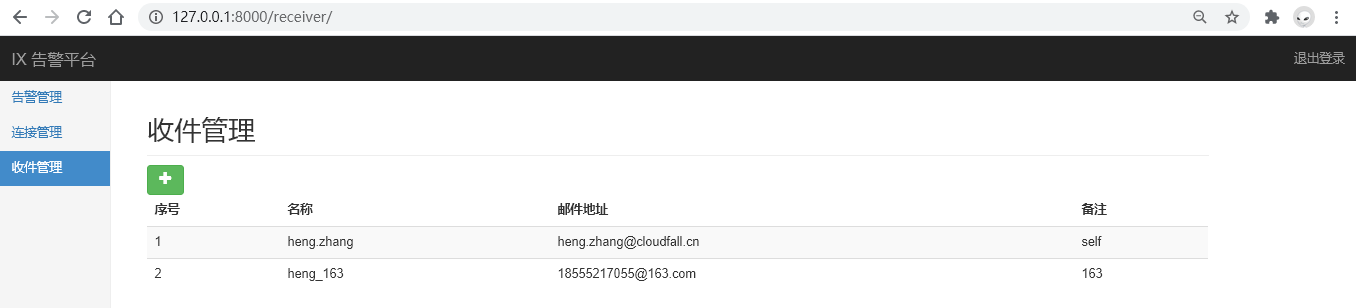 127.0.0.1:8000/receiver/
IX 告警平台
退出登录
告警管理
连接管理
收件管理
收件管理
序号 名称 邮件地址 备注
1 heng.zhang heng.zhang@cloudfall.cn self
2 heng_163 18555217055@163.com 163